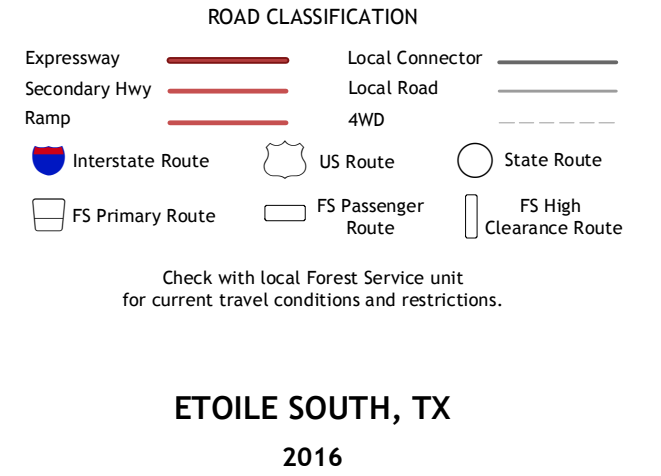 ROAD CLASSIFICATION
Expressway
Local Connector
Secondary Hwy
Local Road
Ramp
4WD
Interstate Route
US Route
State Route
FS Primary Route
FS Passenger
Route
FS High
Clearance Route
Check with local Forest Service unit
for current travel conditions and restrictions.
ETOILE SOUTH, TX
2016